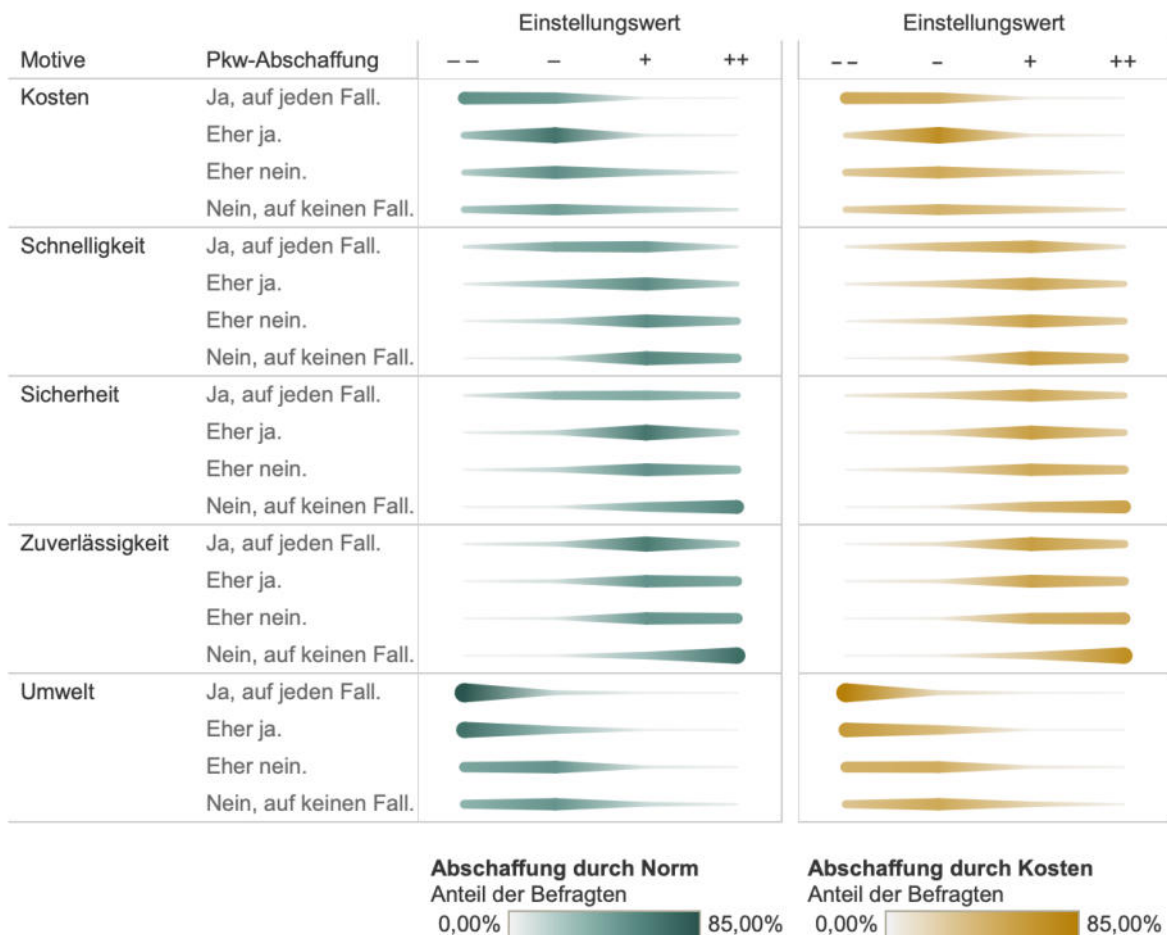 Einstellungswert Einstellungswert
Motive Pkw-Abschaffung −− − + ++ −− − + ++
Kosten Ja, auf jeden Fall.
Eher ja.
Eher nein.
Nein, auf keinen Fall.
Schnelligkeit Ja, auf jeden Fall.
Eher ja.
Eher nein.
Nein, auf keinen Fall.
Sicherheit Ja, auf jeden Fall.
Eher ja.
Eher nein.
Nein, auf keinen Fall.
Zuverlässigkeit Ja, auf jeden Fall.
Eher ja.
Eher nein.
Nein, auf keinen Fall.
Umwelt Ja, auf jeden Fall.
Eher ja.
Eher nein.
Nein, auf keinen Fall.
Abschaffung durch Norm Abschaffung durch Kosten
Anteil der Befragten Anteil der Befragten
0,00% 85,00% 0,00% 85,00%